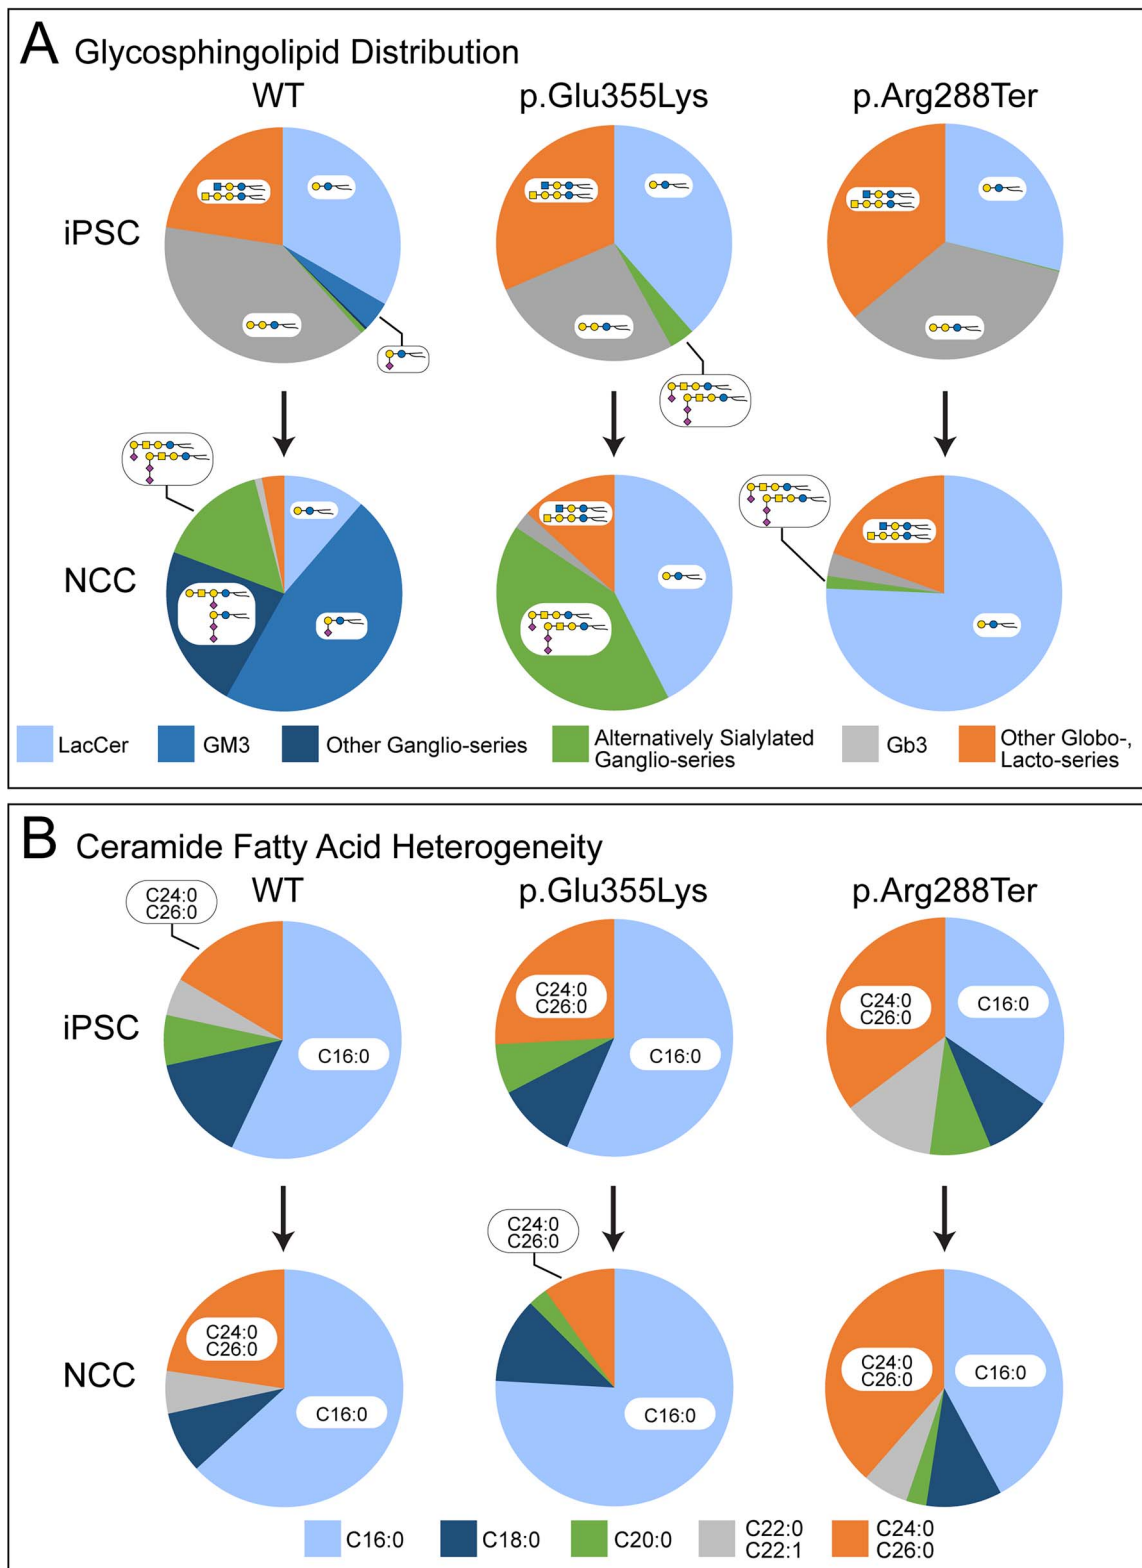 A Glycosphingolipid Distribution
WT
p.Glu355Lys
p.Arg288Ter
iPSC
NCC
LacCer
GM3
Other Ganglio-series
Alternatively Sialylated
Ganglio-series
Gb3
Other Globo-,
Lacto-series
B Ceramide Fatty Acid Heterogeneity
WT
p.Glu355Lys
p.Arg288Ter
iPSC
C24:0
C26:0
C16:0
C24:0
C26:0
C16:0
C24:0
C26:0
C16:0
NCC
C24:0
C26:0
C16:0
C24:0
C26:0
C16:0
C24:0
C26:0
C16:0
C16:0
C18:0
C20:0
C22:0
C22:1
C24:0
C26:0